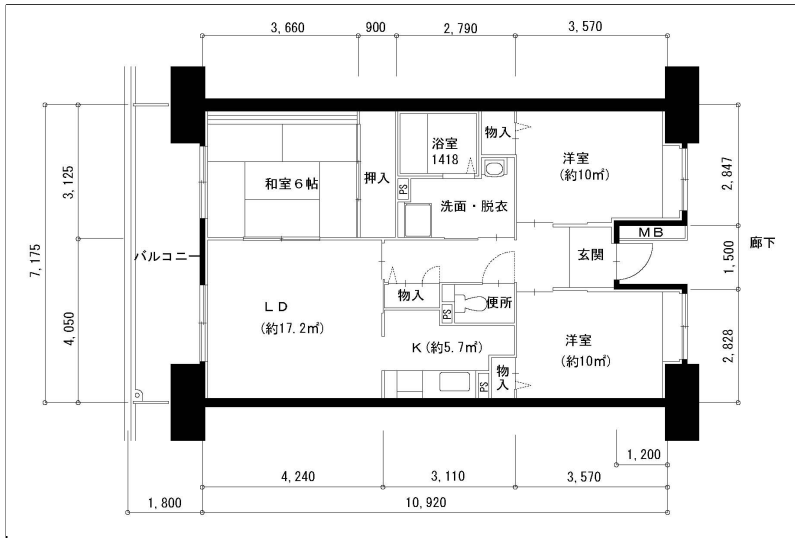 3,660
900
2,790
3,570
浴室
1418
物入
洋室
(約10㎡)
和室6帖
押入
PS
洗面・脱衣
3,125
2,847
7,175
バルコニー
MB
玄関
廊下
1,500
LD
(約17.2㎡)
物入
便所
PS
4,050
K(約5.7㎡)
洋室
(約10㎡)
2,828
物入
PS
1,200
4,240
3,110
3,570
1,800
10,920